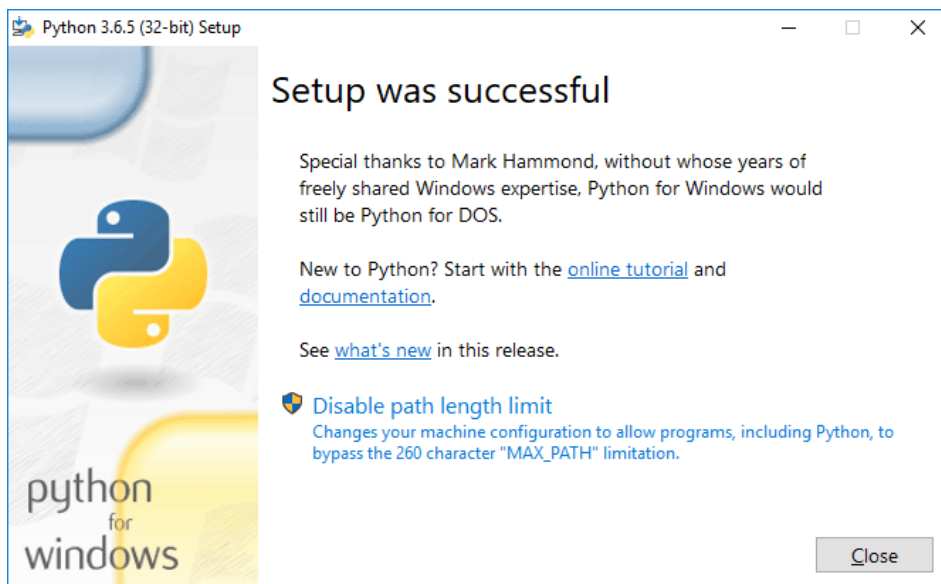 Python 3.6.5 (32-bit) Setup
Setup was successful
Special thanks to Mark Hammond, without whose years of
freely shared Windows expertise, Python for Windows would
still be Python for DOS.
New to Python? Start with the online tutorial and
documentation.
See what's new in this release.
Disable path length limit
Changes your machine configuration to allow programs, including Python, to
bypass the 260 character "MAX_PATH" limitation.
python
for
windows
Close